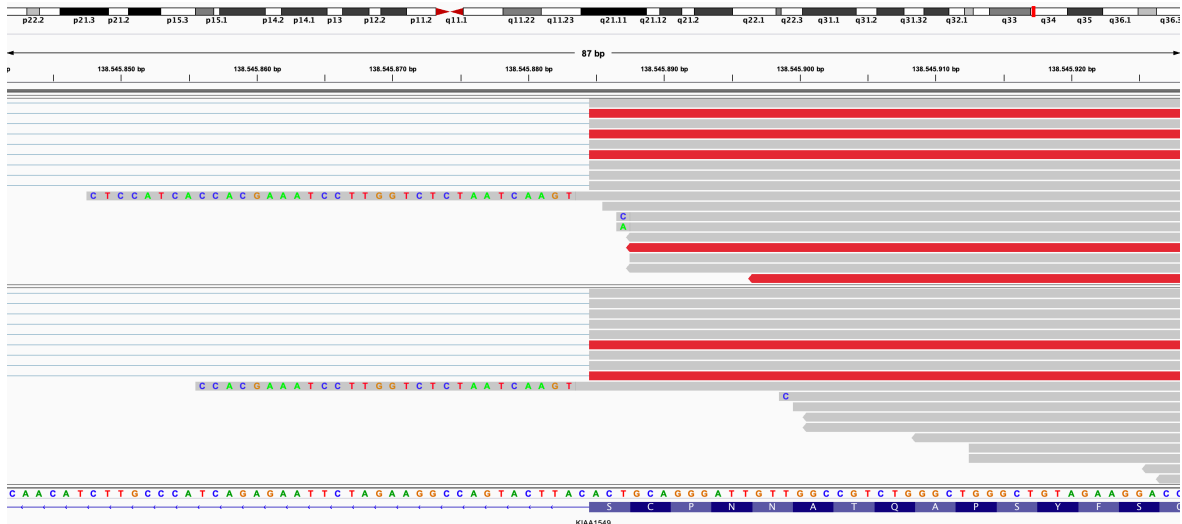 p22.2 p21.3 p21.2 p15.3 p15.1 p14.2 p14.1 p13 p12.2 p11.2 q11.1 q11.22 q11.23 q21.11 q21.12 q21.2 q22.1 q22.3 q31.1 q31.2 q31.32 q32.1 q33 q34 q35 q36.1
87 bp
138.545.850 bp 138.545.860 bp 138.545.870 bp 138.545.880 bp 138.545.890 bp 138.545.900 bp 138.545.910 bp 138.545.920 bp
C T C C A T C A C C A C G A A A T C C T T G G T C T C T A A T C A A G T
C
A
C C A C G A A A T C C T T G G T C T C T A A T C A A G T
C
C A A C A T C T T G C C C A T C A G A G A A T T C T A G A A G G C C A G T A C T T A C A C T G C A G G G A T T G T T G G C C G T C T G G G C T G G G C T G T A G A A G G A C C
S C P N N A T Q A P S Y F S
KIAA1549